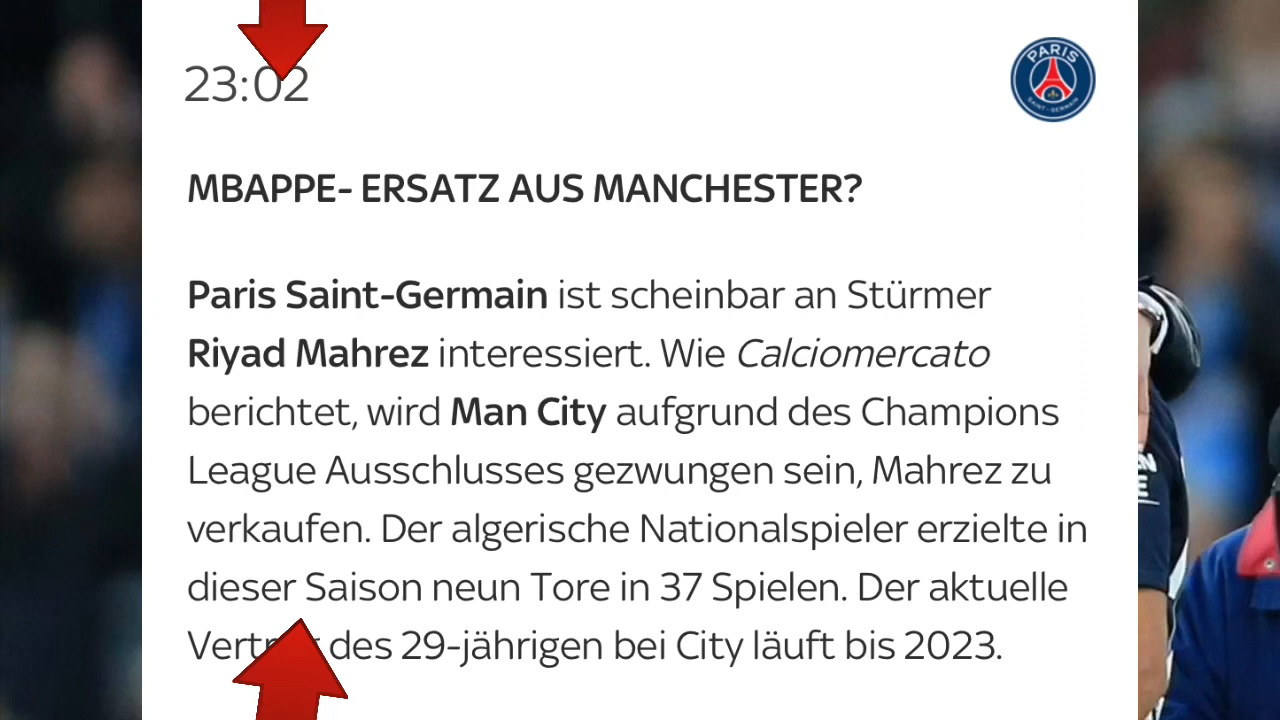 23:02
PARIS
SAINT-GERMAIN
MBAPPE- ERSATZ AUS MANCHESTER?
Paris Saint-Germain ist scheinbar an Stürmer
Riyad Mahrez interessiert. Wie Calciomercato
berichtet, wird Man City aufgrund des Champions
League Ausschlusses gezwungen sein, Mahrez zu
verkaufen. Der algerische Nationalspieler erzielte in
dieser Saison neun Tore in 37 Spielen. Der aktuelle
des 29-jährigen bei City läuft bis 2023.